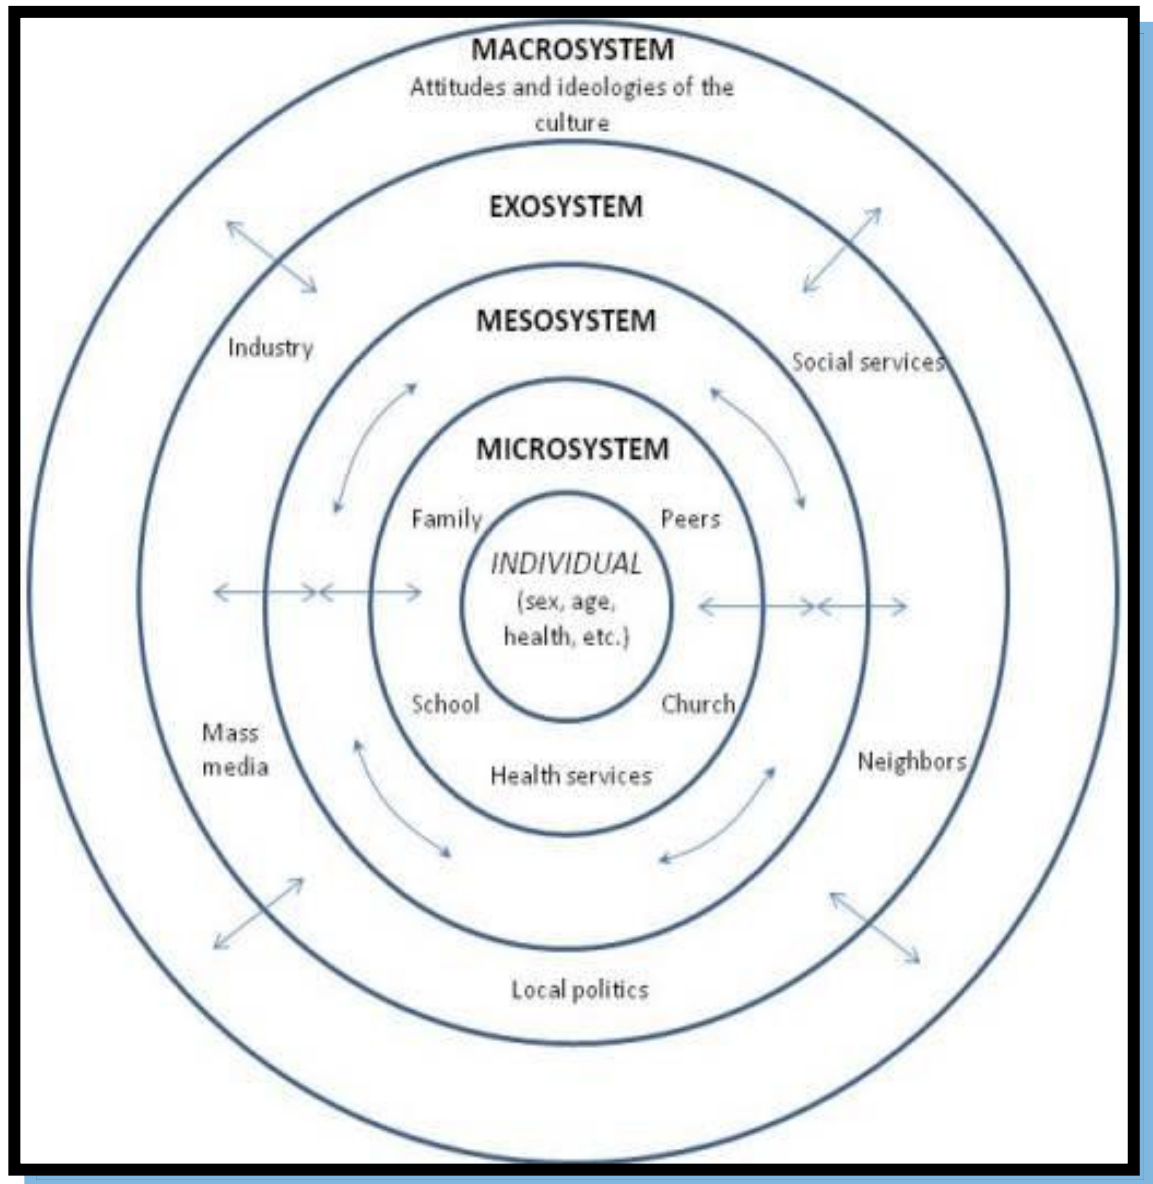 MACROSYSTEM
Attitudes and ideologies of the
culture
EXOSYSTEM
MESOSYSTEM
Industry
Social services
MICROSYSTEM
Family
Peers
INDIVIDUAL
(sex, age,
health, etc.)
School
Church
Mass
media
Neighbors
Health services
Local politics